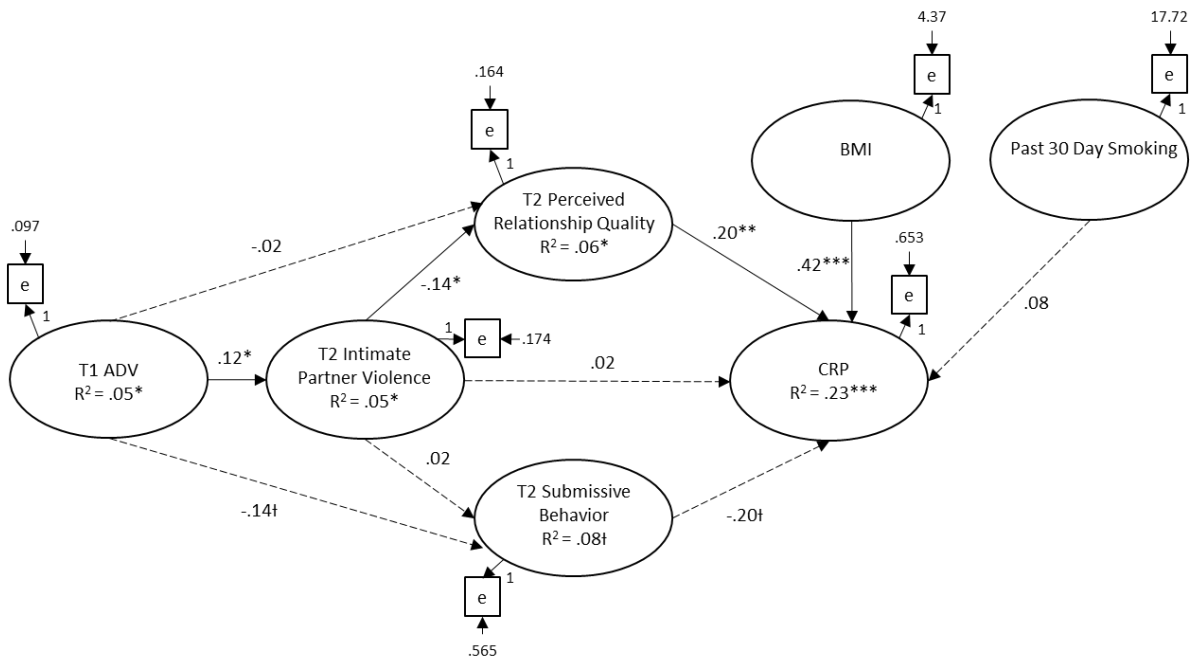 4.37
17.72
e
e
1
1
.164
e
1
BMI
Past 30 Day Smoking
T2 Perceived
Relationship Quality
R² = .06*
.097
e
1
-.02
.20**
.42***
.653
e
1
.08
-.14*
T1 ADV
R² = .05*
.12*
T2 Intimate
Partner Violence
R² = .05*
1
e
.174
.02
CRP
R² = .23***
.02
-.14ƚ
T2 Submissive
Behavior
R² = .08ƚ
-.20ƚ
e
1
.565